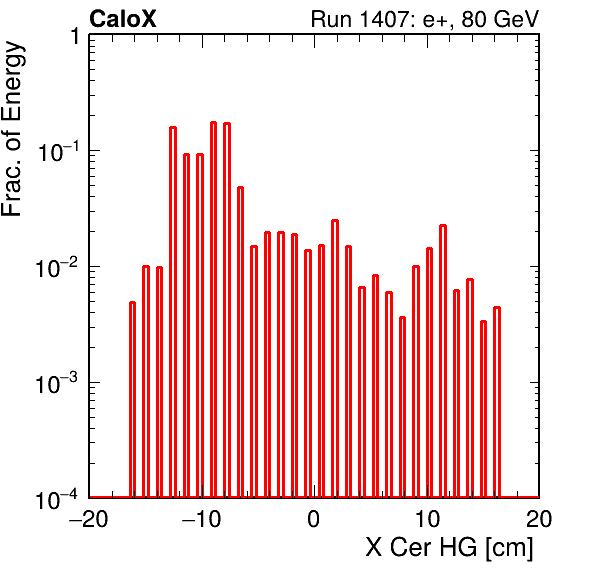 CaloX Run 1407: e+, 80 GeV
Frac. of Energy
1
10⁻¹
10⁻²
10⁻³
10⁻⁴
−20 −10 0 10 20
X Cer HG [cm]